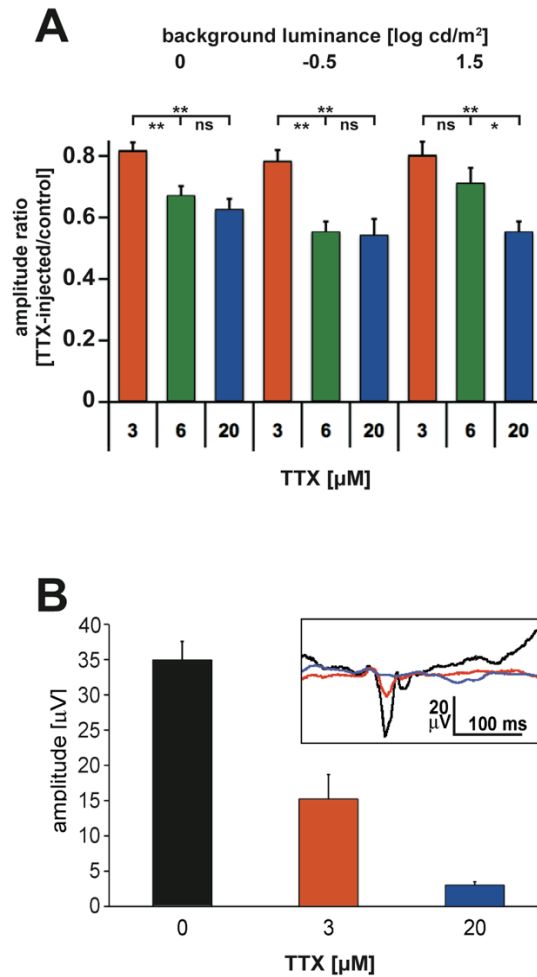 A
background luminance [log cd/m²]
0 -0.5 1.5
** ** **
** ns ** ns ns *
0.8
0.6
0.4
0.2
0
amplitude ratio
[TTX-injected/control]
3 6 20 3 6 20 3 6 20
TTX [µM]
B
40
35
30
25
20
15
10
5
0
amplitude [µV]
20
µV
100 ms
0 3 20
TTX [µM]